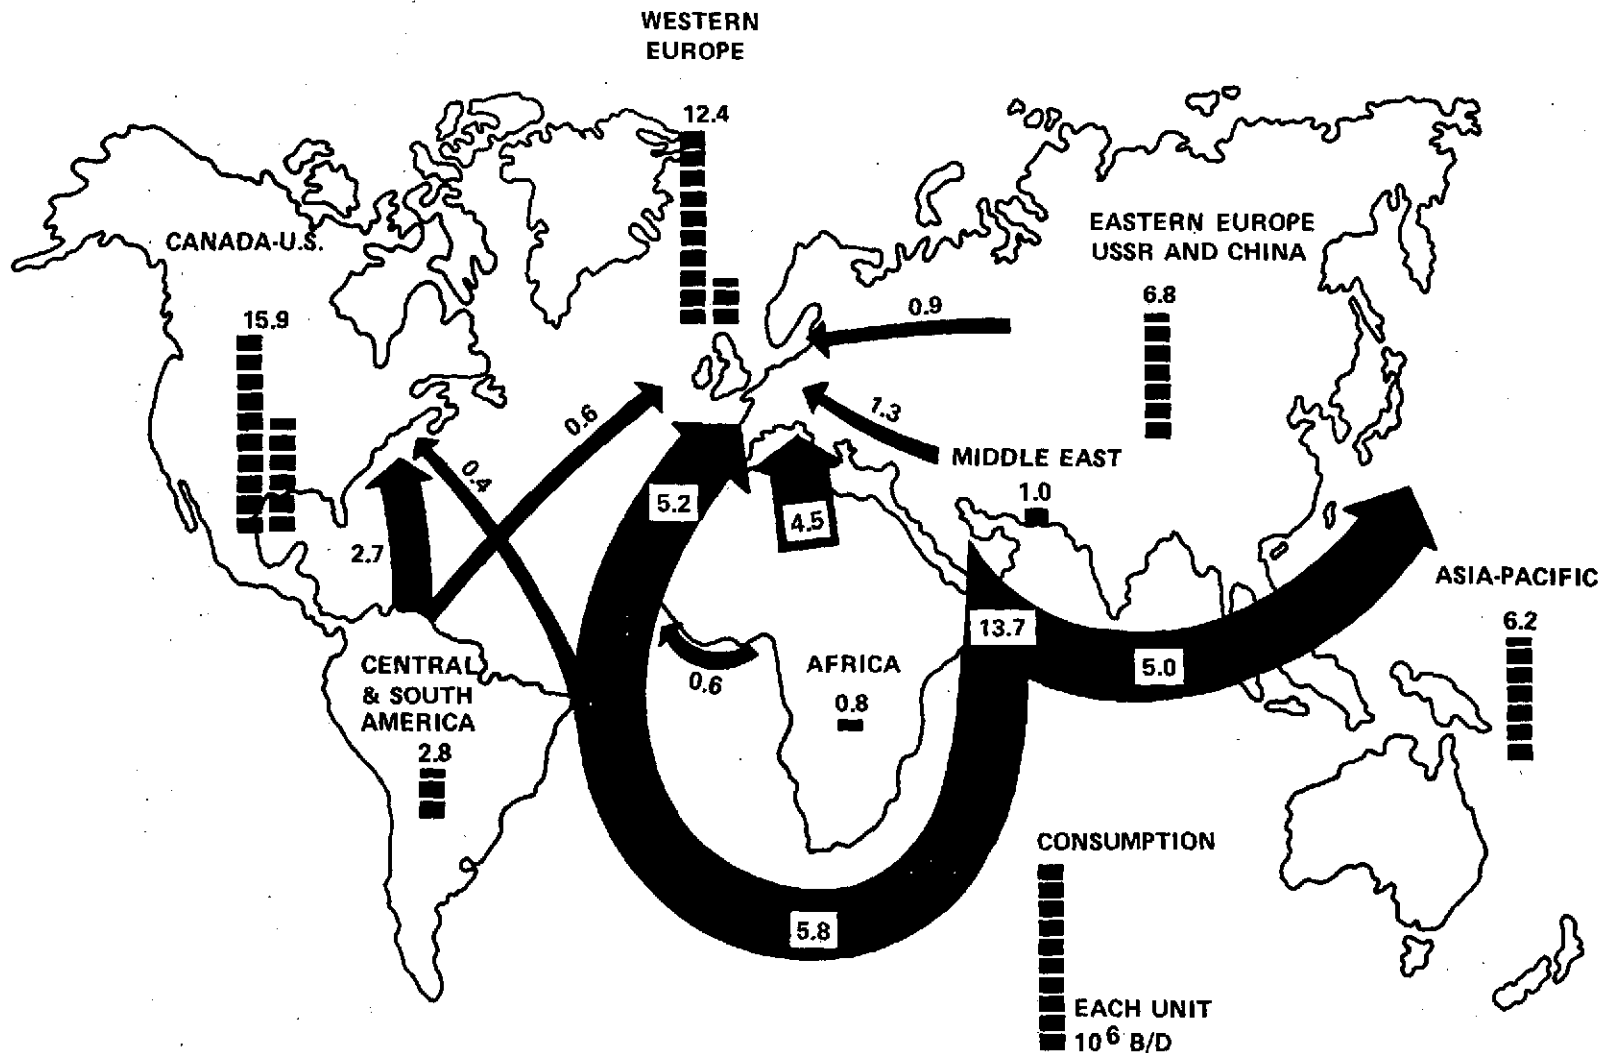 WESTERN
EUROPE
12.4
CANADA-U.S.
15.9
EASTERN EUROPE
USSR AND CHINA
6.8
0.9
0.6
1.3
0.4
MIDDLE EAST
1.0
5.2
4.5
2.7
ASIA-PACIFIC
6.2
13.7
5.0
CENTRAL
& SOUTH
AMERICA
2.8
0.6
AFRICA
0.8
5.8
CONSUMPTION
EACH UNIT
10⁶ B/D